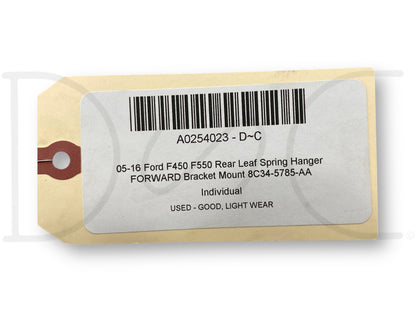 A0254023 - D~C
05-16 Ford F450 F550 Rear Leaf Spring Hanger
FORWARD Bracket Mount 8C34-5785-AA
Individual
USED - GOOD, LIGHT WEAR